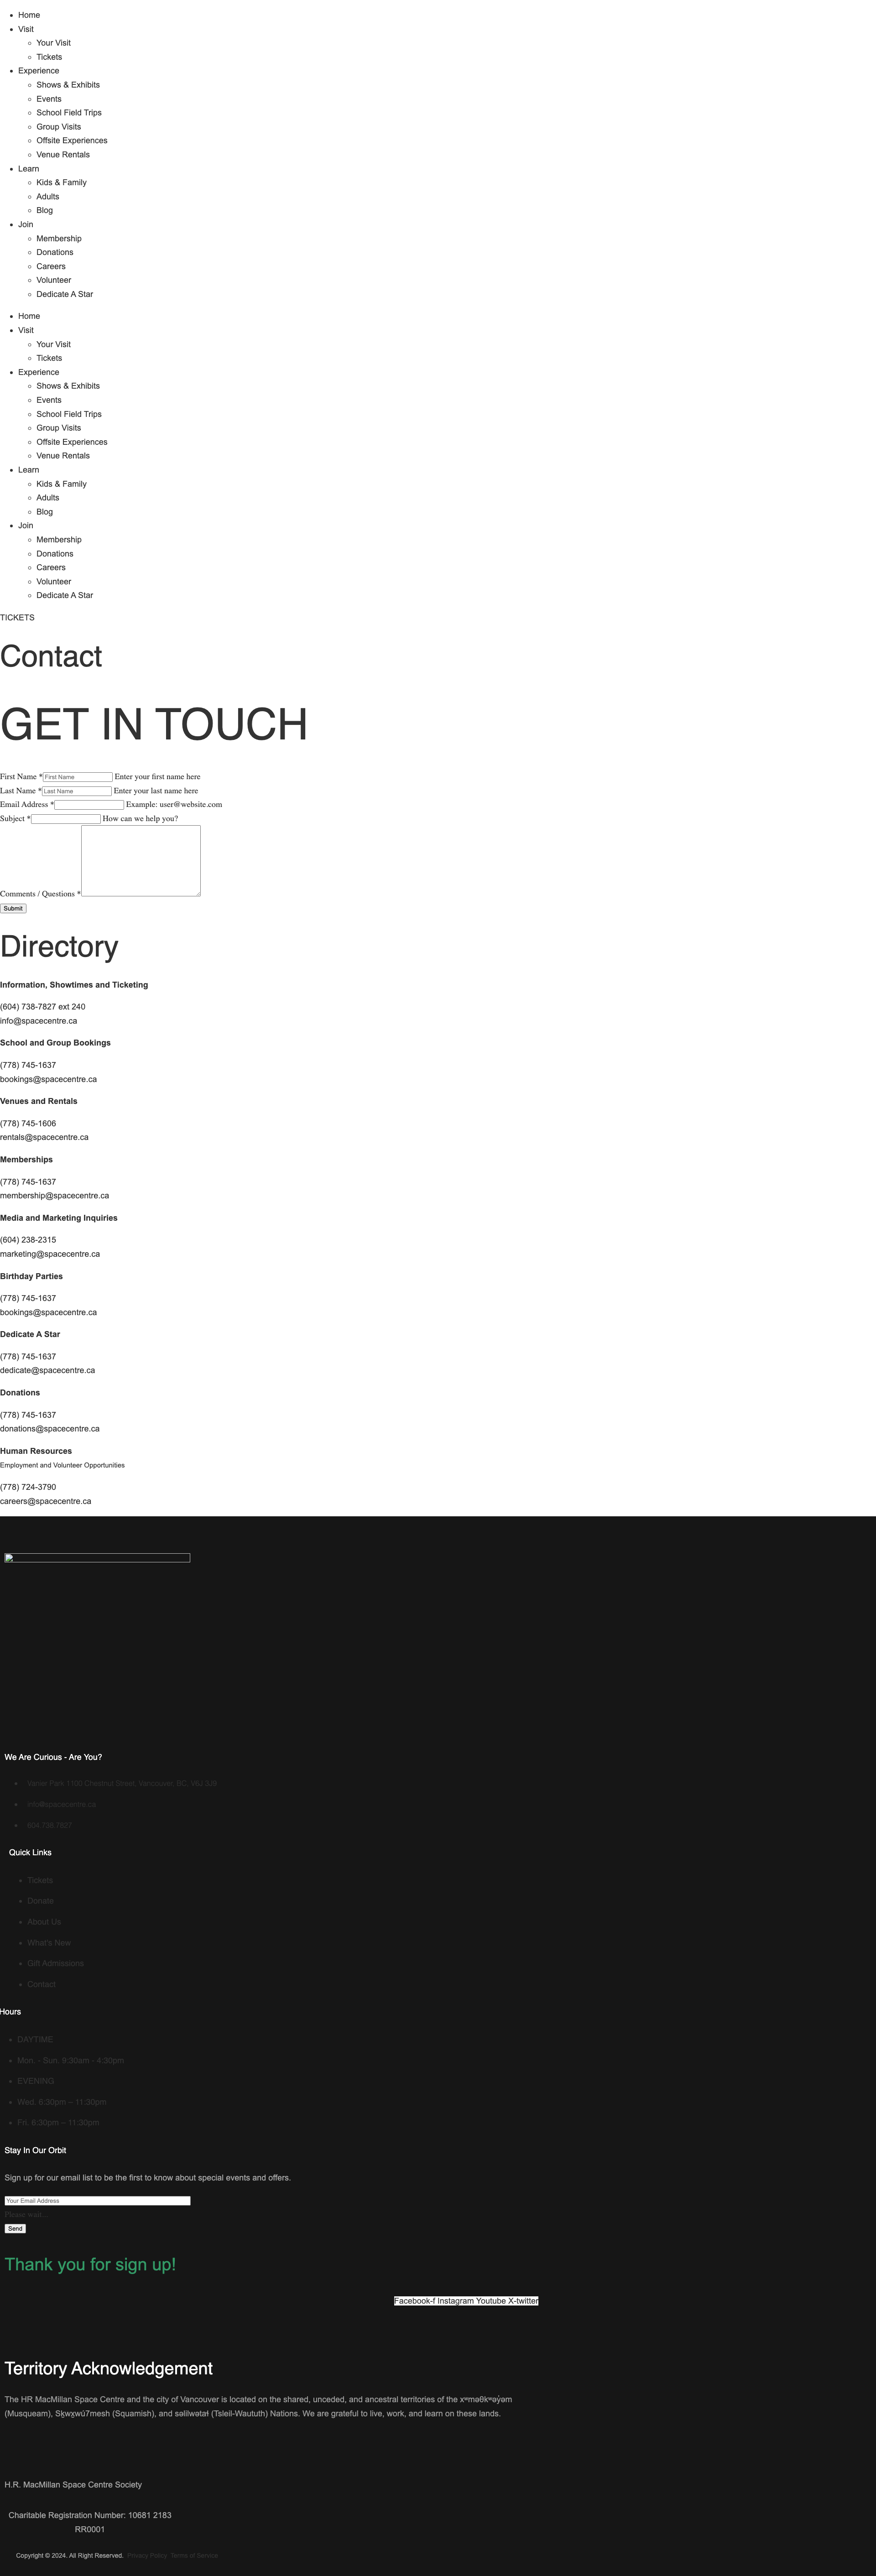 Home
Visit
Your Visit
Tickets
Experience
Shows & Exhibits
Events
School Field Trips
Group Visits
Offsite Experiences
Venue Rentals
Learn
Kids & Family
Adults
Blog
Join
Membership
Donations
Careers
Volunteer
Dedicate A Star
Home
Visit
Your Visit
Tickets
Experience
Shows & Exhibits
Events
School Field Trips
Group Visits
Offsite Experiences
Venue Rentals
Learn
Kids & Family
Adults
Blog
Join
Membership
Donations
Careers
Volunteer
Dedicate A Star
TICKETS
Contact
GET IN TOUCH
First Name * First Name Enter your first name here
Last Name * Last Name Enter your last name here
Email Address * Example: user@website.com
Subject * How can we help you?
Comments / Questions *
Submit
Directory
Information, Showtimes and Ticketing
(604) 738-7827 ext 240
info@spacecentre.ca
School and Group Bookings
(778) 745-1637
bookings@spacecentre.ca
Venues and Rentals
(778) 745-1606
rentals@spacecentre.ca
Memberships
(778) 745-1637
membership@spacecentre.ca
Media and Marketing Inquiries
(604) 238-2315
marketing@spacecentre.ca
Birthday Parties
(778) 745-1637
bookings@spacecentre.ca
Dedicate A Star
(778) 745-1637
dedicate@spacecentre.ca
Donations
(778) 745-1637
donations@spacecentre.ca
Human Resources
Employment and Volunteer Opportunities
(778) 724-3790
careers@spacecentre.ca
We Are Curious - Are You?
Vanier Park 1100 Chestnut Street, Vancouver, BC, V6J 3J9
info@spacecentre.ca
604.738.7827
Quick Links
Tickets
Donate
About Us
What's New
Gift Admissions
Contact
Hours
DAYTIME
Mon. - Sun. 9:30am - 4:30pm
EVENING
Wed. 6:30pm – 11:30pm
Fri. 6:30pm – 11:30pm
Stay In Our Orbit
Sign up for our email list to be the first to know about special events and offers.
Your Email Address
Please wait...
Send
Thank you for sign up!
Facebook-f Instagram Youtube X-twitter
Territory Acknowledgement
The HR MacMillan Space Centre and the city of Vancouver is located on the shared, unceded, and ancestral territories of the xʷməθkʷəy̓əm
(Musqueam), Sḵwx̱wú7mesh (Squamish), and səlilwətaɬ (Tsleil-Waututh) Nations. We are grateful to live, work, and learn on these lands.
H.R. MacMillan Space Centre Society
Charitable Registration Number: 10681 2183
RR0001
Copyright © 2024. All Right Reserved. Privacy Policy Terms of Service